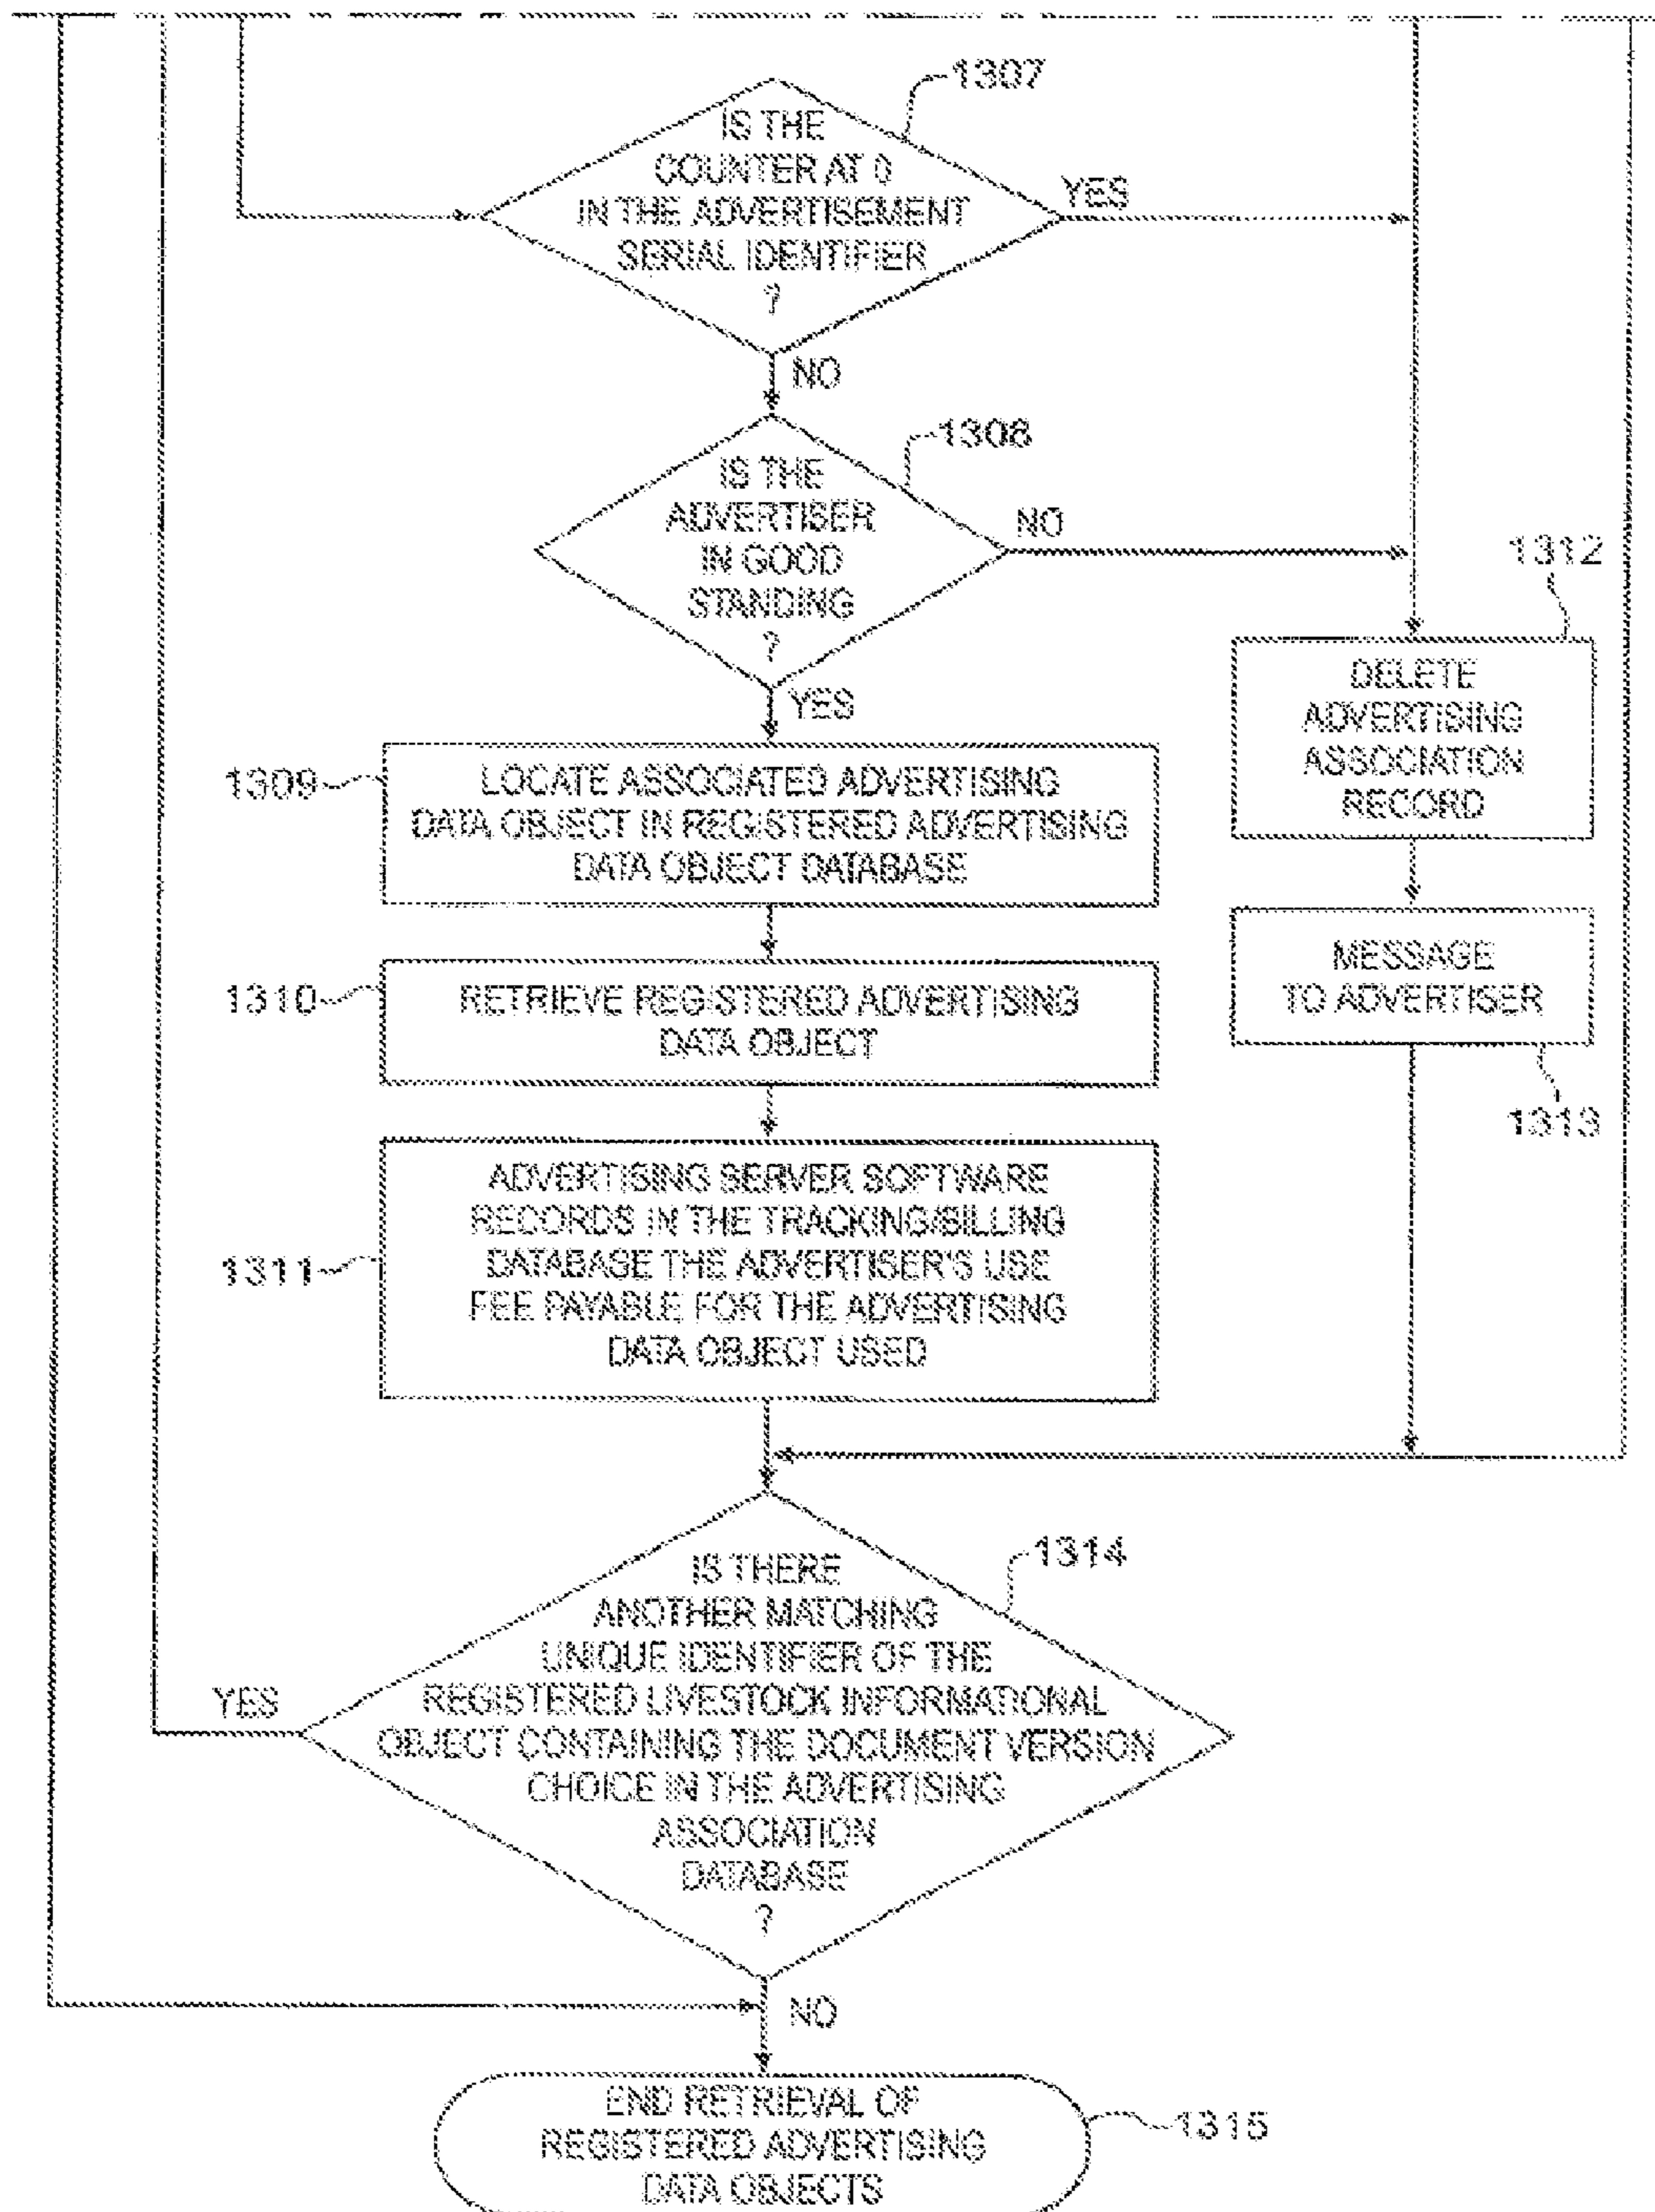 1307
IS THE
COUNTER AT 0
IN THE ADVERTISEMENT
SERIAL IDENTIFIER
?
YES
NO
1308
IS THE
ADVERTISER
IN GOOD
STANDING
?
NO
YES
1312
DELETE
ADVERTISING
ASSOCIATION
RECORD
1309
LOCATE ASSOCIATED ADVERTISING
DATA OBJECT IN REGISTERED ADVERTISING
DATA OBJECT DATABASE
MESSAGE
TO ADVERTISER
1313
1310
RETRIEVE REGISTERED ADVERTISING
DATA OBJECT
1311
ADVERTISING SERVER SOFTWARE
RECORDS IN THE TRACKING/BILLING
DATABASE THE ADVERTISER'S USE
FEE PAYABLE FOR THE ADVERTISING
DATA OBJECT USED
1314
IS THERE
ANOTHER MATCHING
UNIQUE IDENTIFIER OF THE
REGISTERED LIVESTOCK INFORMATIONAL
OBJECT CONTAINING THE DOCUMENT VERSION
CHOICE IN THE ADVERTISING
ASSOCIATION
DATABASE
?
YES
NO
END RETRIEVAL OF
REGISTERED ADVERTISING
DATA OBJECTS
1315